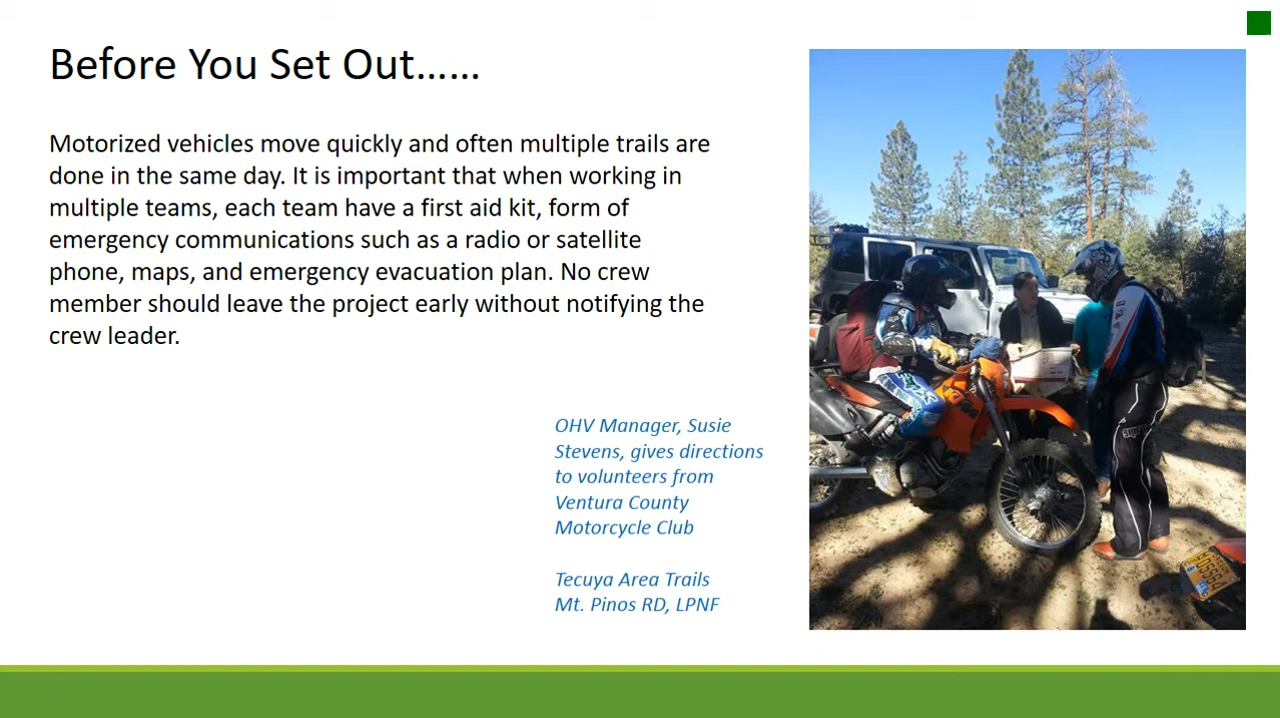 Before You Set Out……
Motorized vehicles move quickly and often multiple trails are
done in the same day. It is important that when working in
multiple teams, each team have a first aid kit, form of
emergency communications such as a radio or satellite
phone, maps, and emergency evacuation plan. No crew
member should leave the project early without notifying the
crew leader.
OHV Manager, Susie
Stevens, gives directions
to volunteers from
Ventura County
Motorcycle Club
Tecuya Area Trails
Mt. Pinos RD, LPNF